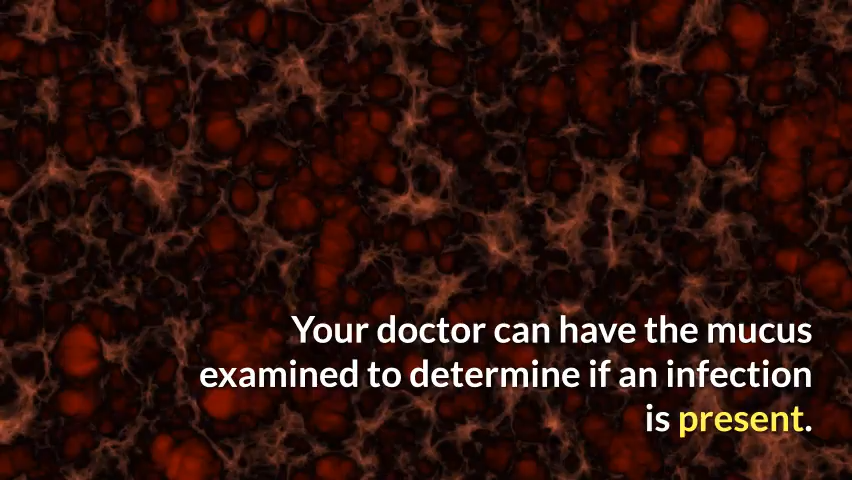 Your doctor can have the mucus
examined to determine if an infection
is present.